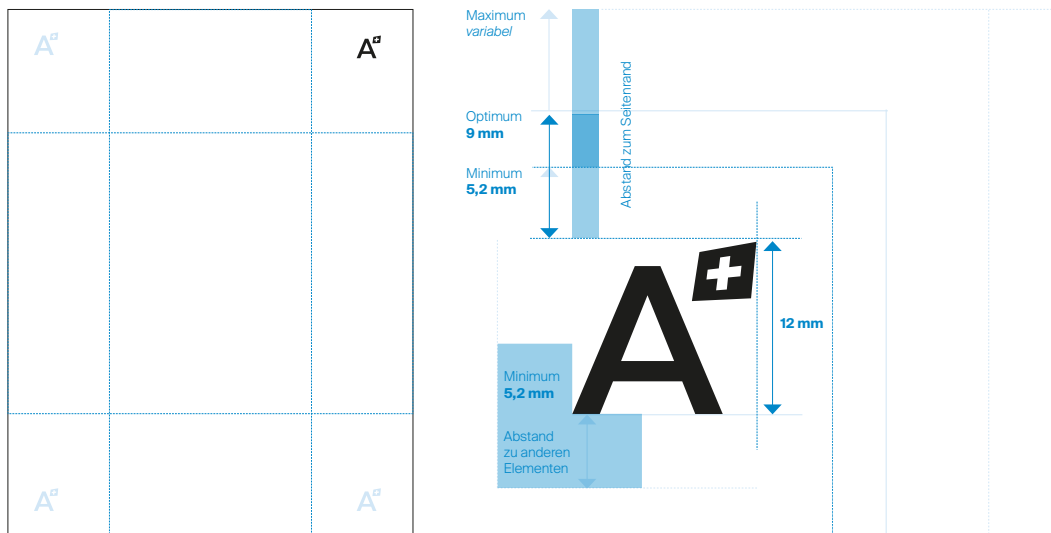 A+
A+
Maximum
variabel
Optimum
9 mm
Minimum
5,2 mm
Abstand zum Seitenrand
A+
12 mm
Minimum
5,2 mm
Abstand
zu anderen
Elementen
A+
A+